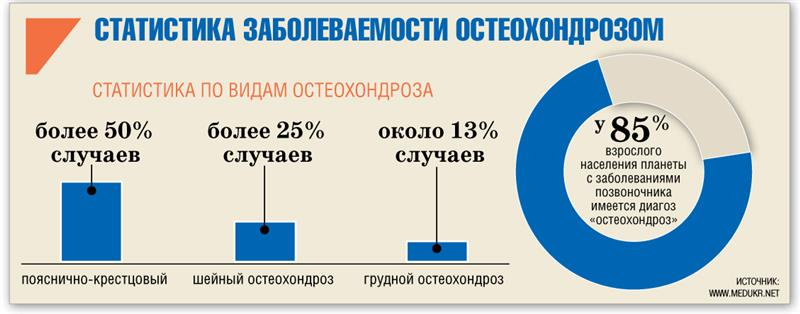 СТАТИСТИКА ЗАБОЛЕВАЕМОСТИ ОСТЕОХОНДРОЗОМ
СТАТИСТИКА ПО ВИДАМ ОСТЕОХОНДРОЗА
более 50%
случаев
более 25%
случаев
около 13%
случаев
пояснично-крестцовый
шейный остеохондроз
грудной остеохондроз
у 85%
взрослого
населения планеты
с заболеваниями
позвоночника
имеется диагоз
«остеохондроз»
ИСТОЧНИК:
WWW.MEDUKR.NET